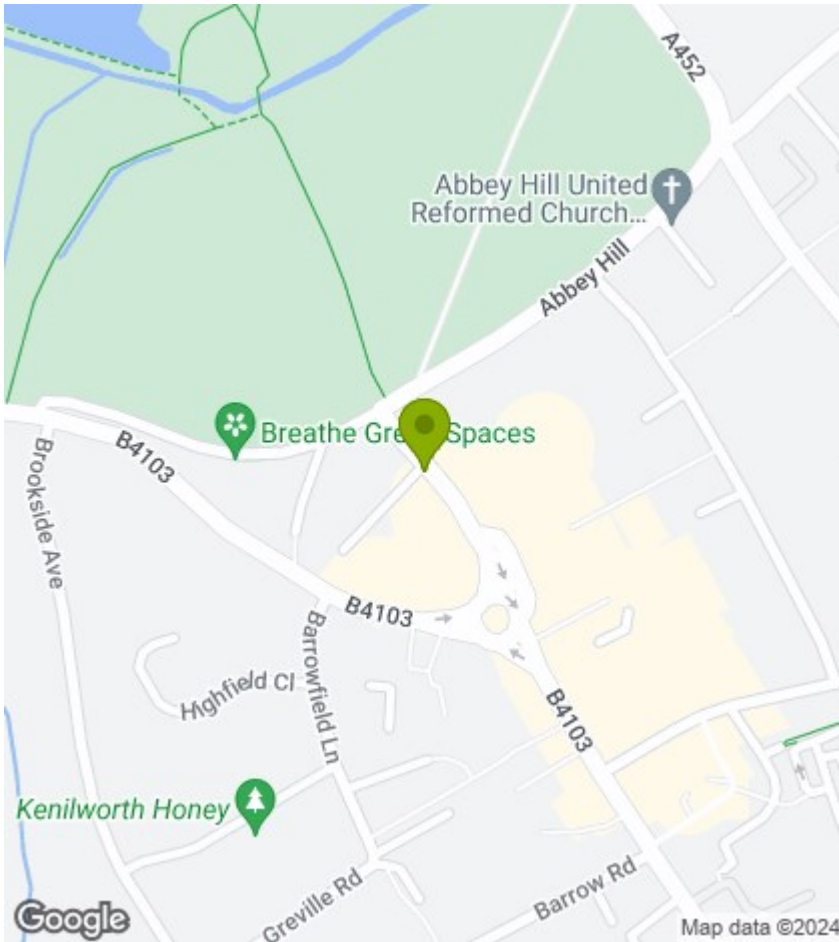 A452
Abbey Hill United
Reformed Church...
Abbey Hill
Breathe Gre Spaces
B4103
Brookside Ave
B4103
Barrowfield Ln
Highfield Cl
B4103
Kenilworth Honey
Greville Rd
Barrow Rd
Google
Map data ©2024